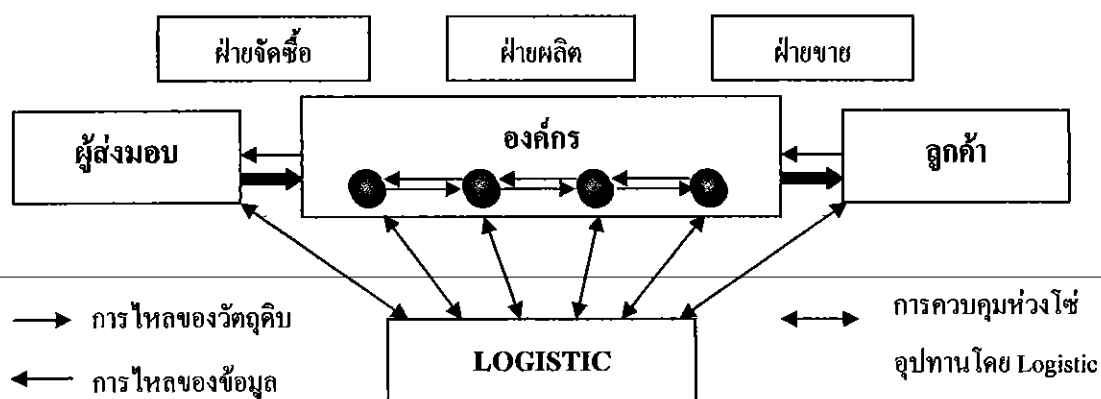 ฝ่ายจัดซื้อ
ฝ่ายผลิต
ฝ่ายขาย
ผู้ส่งมอบ
องค์กร
ลูกค้า
การไหลของวัตถุดิบ
การไหลของข้อมูล
LOGISTIC
การควบคุมห่วงโซ่
อุปทานโดย Logistic